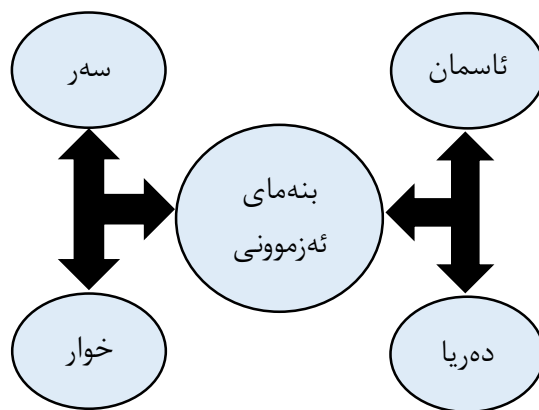 سەر
ئاسمان
بنەمای
ئەزموونی
خوار
دەریا